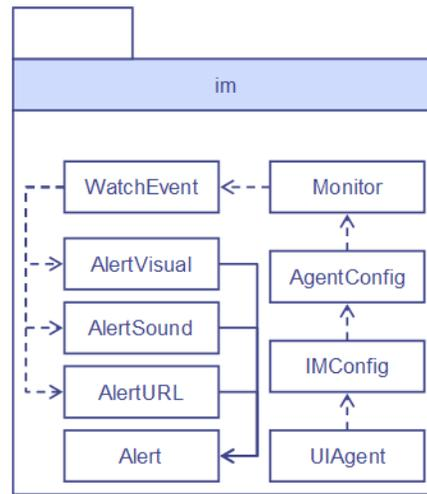 im
WatchEvent
Monitor
AlertVisual
AgentConfig
AlertSound
IMConfig
AlertURL
Alert
UIAgent